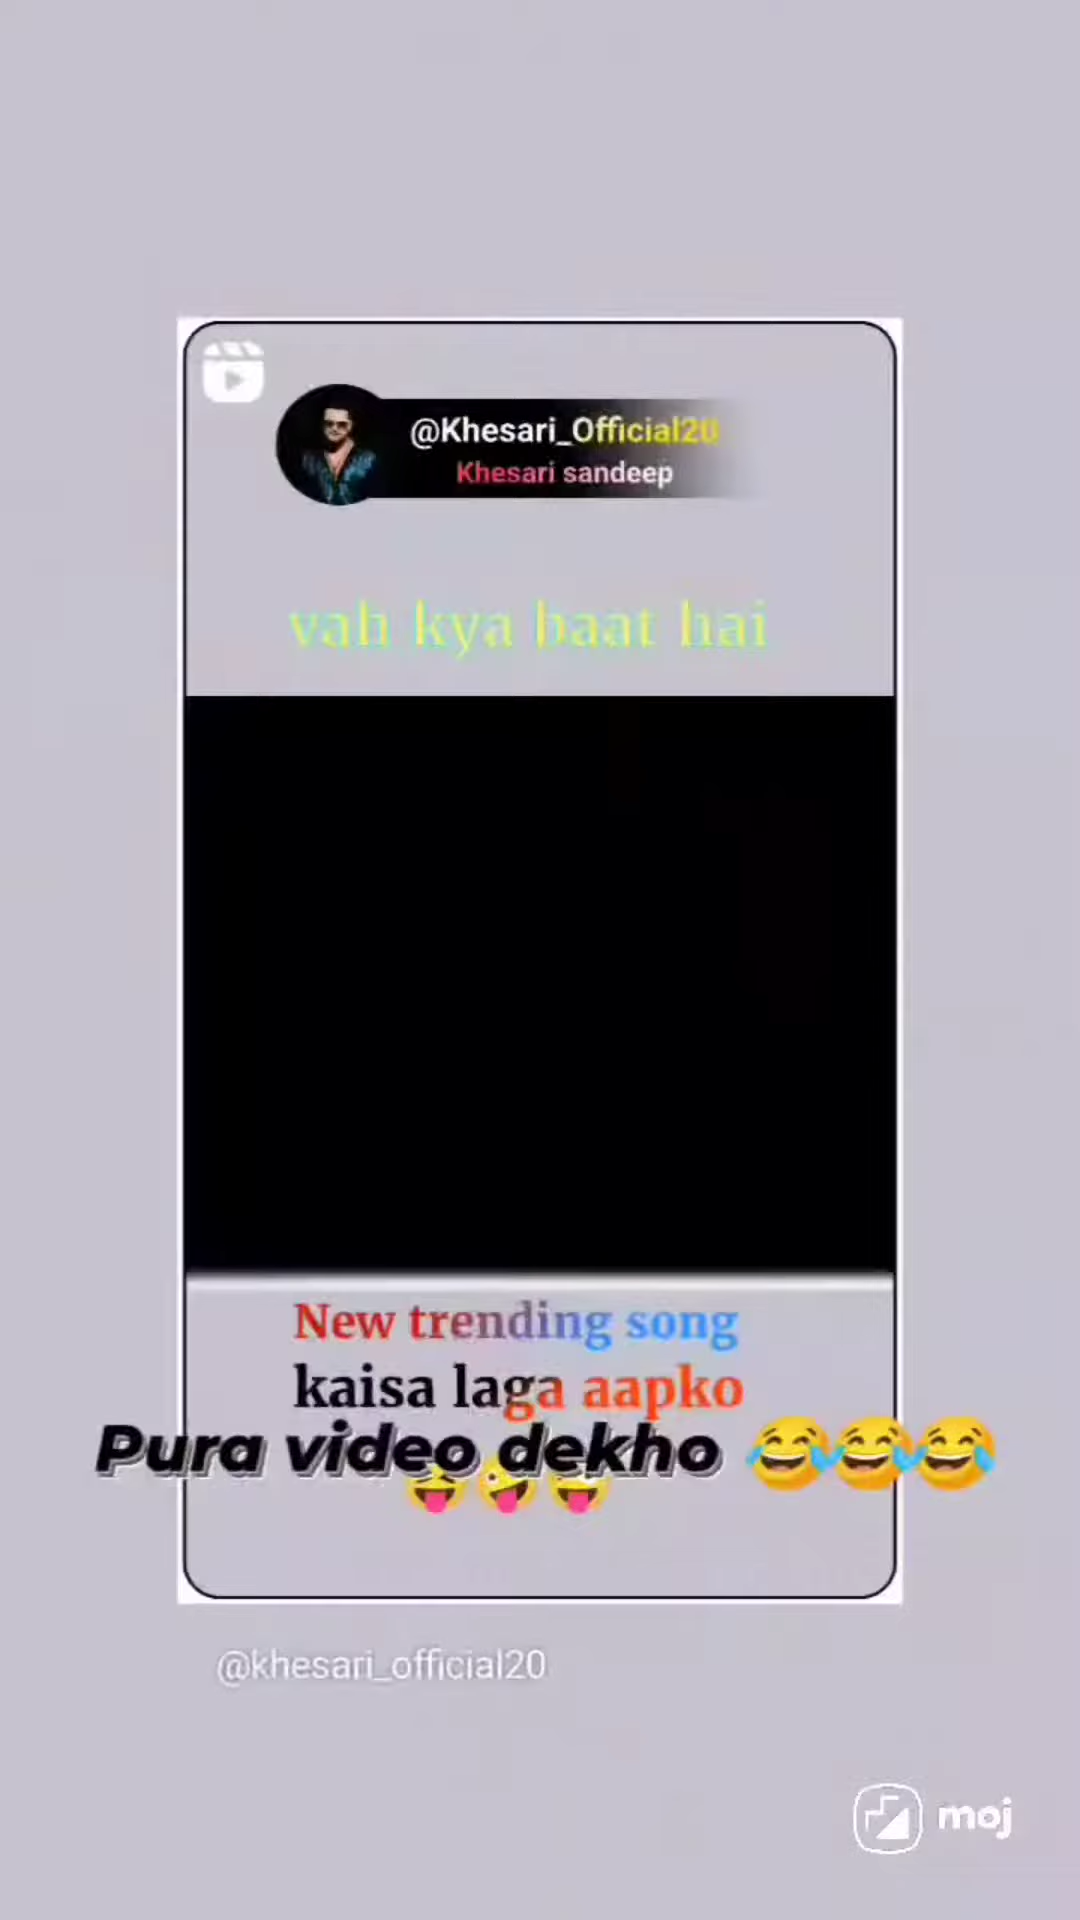 @Khesari_Official20
Khesari sandeep
vah kya baat hai
New trending song
kaisa laga aapko
Pura video dekho 😂😂😂
😝🤪😜
@khesari_official20
moj